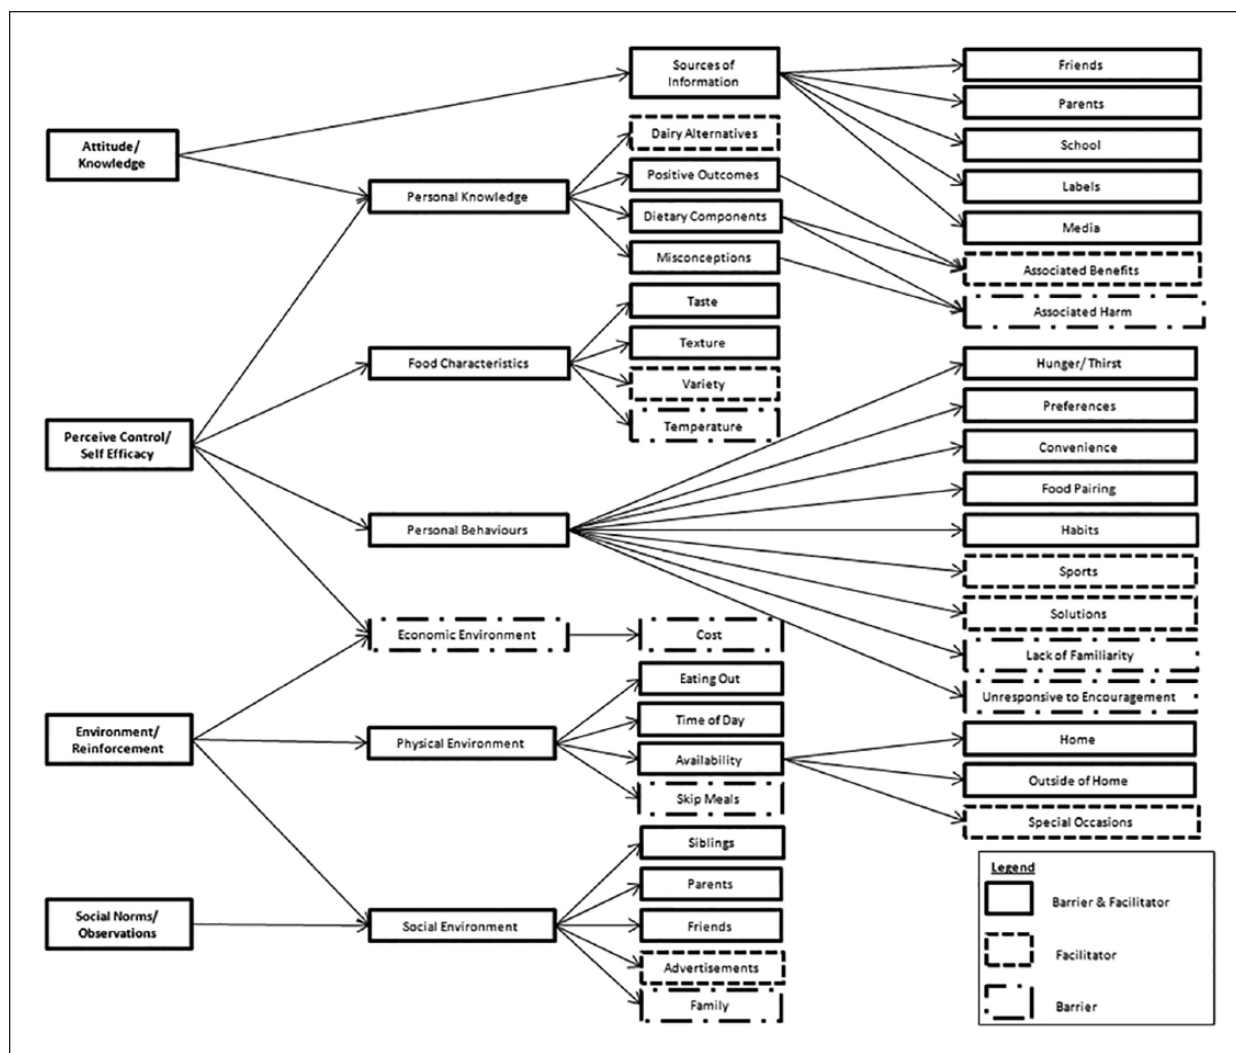 Attitude/
Knowledge
Perceive Control/
Self Efficacy
Environment/
Reinforcement
Social Norms/
Observations
Personal Knowledge
Food Characteristics
Personal Behaviours
Economic Environment
Physical Environment
Social Environment
Sources of
Information
Dairy Alternatives
Positive Outcomes
Dietary Components
Misconceptions
Taste
Texture
Variety
Temperature
Cost
Eating Out
Time of Day
Availability
Skip Meals
Siblings
Parents
Friends
Advertisements
Family
Friends
Parents
School
Labels
Media
Associated Benefits
Associated Harm
Hunger/ Thirst
Preferences
Convenience
Food Pairing
Habits
Sports
Solutions
Lack of Familiarity
Unresponsive to Encouragement
Home
Outside of Home
Special Occasions
Legend
Barrier & Facilitator
Facilitator
Barrier